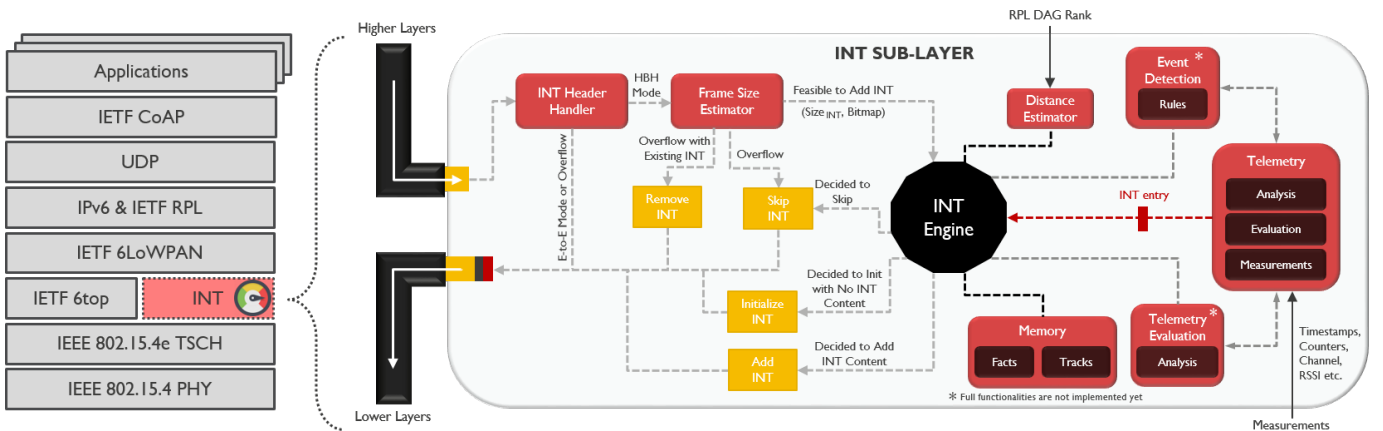 Applications
IETF CoAP
UDP
IPv6 & IETF RPL
IETF 6LoWPAN
IETF 6top
INT
IEEE 802.15.4e TSCH
IEEE 802.15.4 PHY
Higher Layers
Lower Layers
RPL DAG Rank
INT SUB-LAYER
INT Header
Handler
HBH
Mode
Frame Size
Estimator
Feasible to Add INT
(Size INT, Bitmap)
Distance
Estimator
Event *
Detection
Rules
E-to-E Mode or Overflow
Overflow with
Existing INT
Overflow
Remove
INT
Skip
INT
Decided to
Skip
INT
Engine
INT entry
Telemetry
Analysis
Evaluation
Measurements
Decided to Init
with No INT
Content
Initialize
INT
Decided to Add
INT Content
Add
INT
Memory
Facts
Tracks
Telemetry *
Evaluation
Analysis
* Full functionalities are not implemented yet
Timestamps,
Counters,
Channel,
RSSI etc.
Measurements